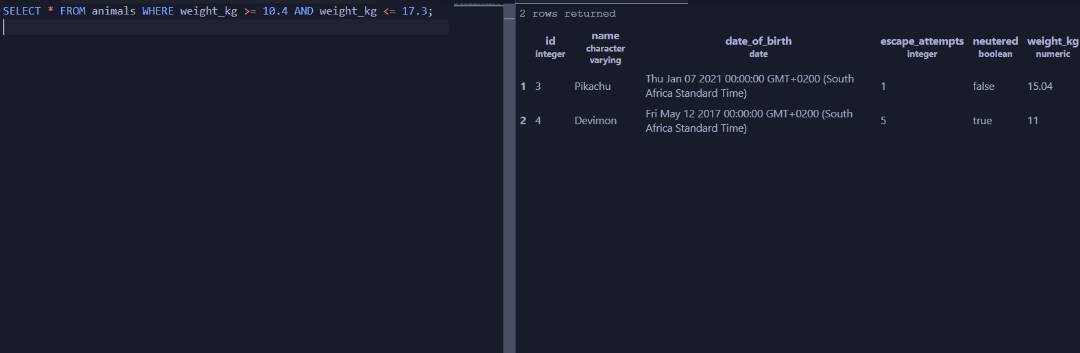 SELECT * FROM animals WHERE weight_kg >= 10.4 AND weight_kg <= 17.3;
2 rows returned
id name date_of_birth escape_attempts neutered weight_kg
integer character varying date integer boolean numeric
1 3 Pikachu Thu Jan 07 2021 00:00:00 GMT+0200 (South 1 false 15.04
Africa Standard Time)
2 4 Devimon Fri May 12 2017 00:00:00 GMT+0200 (South 5 true 11
Africa Standard Time)